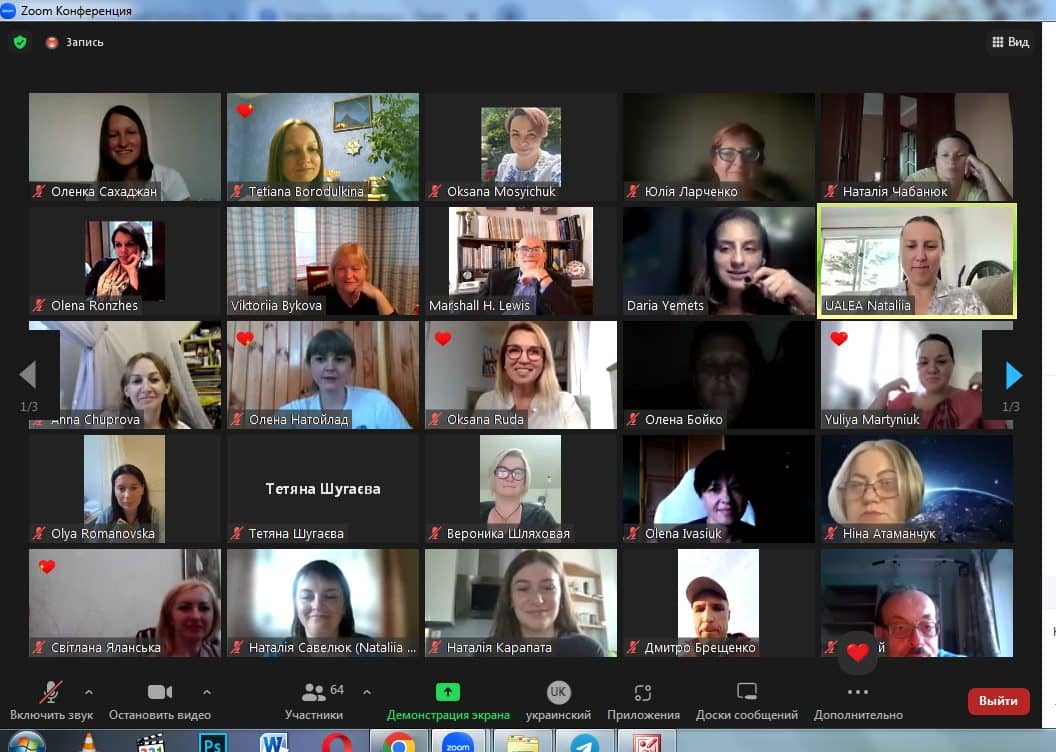 Zoom Конференция
Запись
Вид
Оленка Сахаджан
Tetiana Borodulkina
Oksana Mosyichuk
Юлія Ларченко
Наталія Чабанюк
Olena Ronzhes
Viktoriia Bykova
Marshall H. Lewis
Daria Yemets
UALEA Nataliia
1/3
Anna Chuprova
Олена Натойлад
Oksana Ruda
Олена Бойко
Yuliya Martyniuk
1/3
Olya Romanovska
Тетяна Шугаєва
Тетяна Шугаєва
Вероника Шляховая
Olena Ivasiuk
Ніна Атаманчук
Світлана Яланська
Наталія Савелюк (Nataliia ...
Наталія Карапата
Дмитро Брещенко
й
64
UK
Включить звук
Остановить видео
Участники
Демонстрация экрана
украинский
Приложения
Доски сообщений
Дополнительно
Выйти
Ps
W
zoom